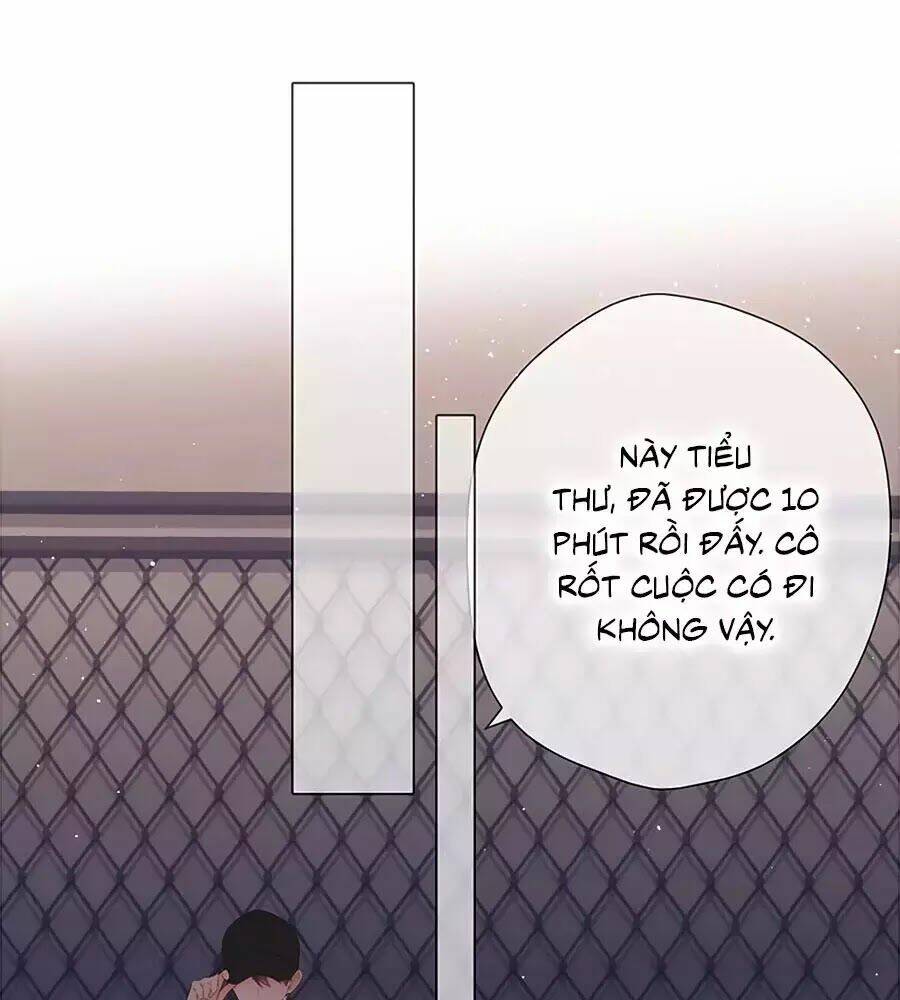 NÀY TIỂU
THƯ, ĐÃ ĐƯỢC 10
PHÚT RỒI ĐẤY. CÔ
RỐT CUỘC CÓ ĐI
KHÔNG VẬY.